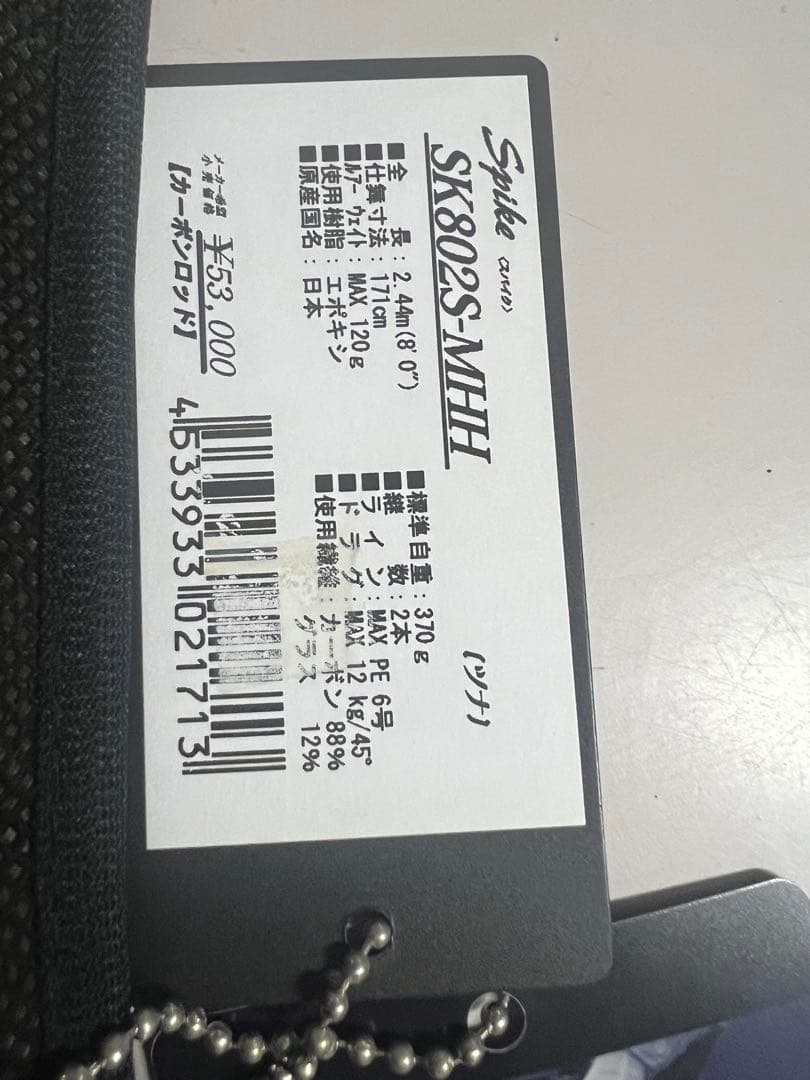 Spike (スパイク)
SK802S-MHH
(ツナ)
■全長:2.44m(8'0")
■仕舞寸法:171cm
■ルアーウェイト:MAX 120g
■使用樹脂:エポキシ
■原産国名:日本
■標準自重:370g
■継数:2本
■ライン:MAX PE 6号
■ドラグ:MAX 12kg/45°
■使用繊維:カーボン 88%
グラス 12%
メーカー希望
小売価格 ¥53,000
【カーボンロッド】
4533933021713